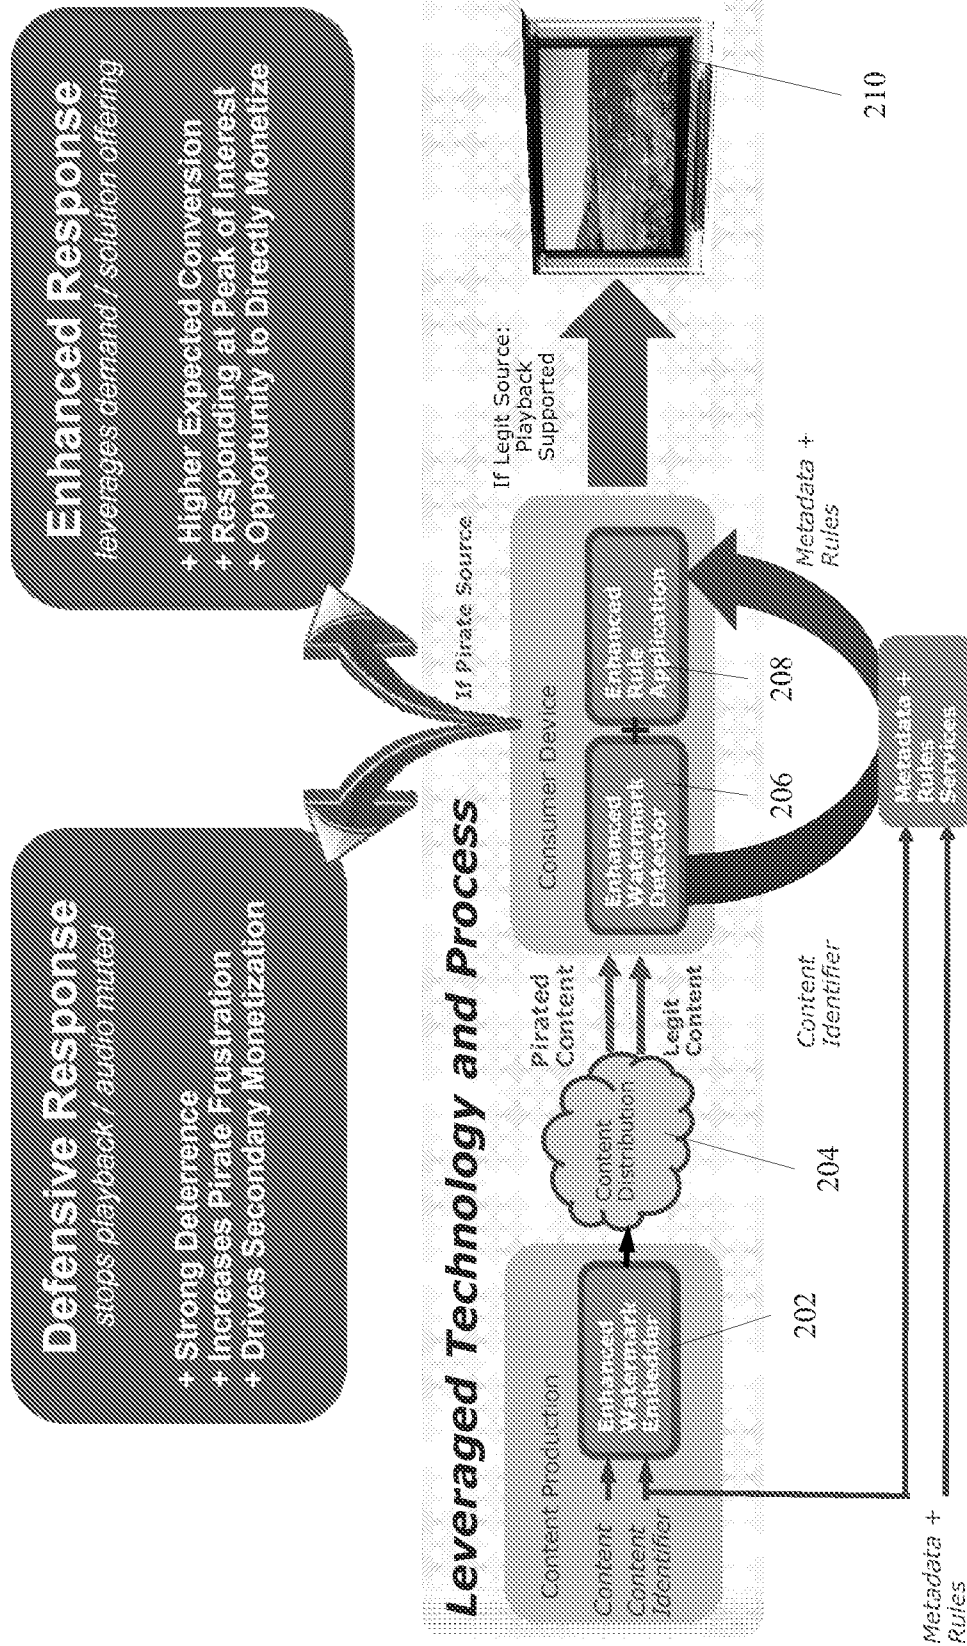 Defensive Response
stops playback / audio muted
+ Strong Deterrence
+ Increases Pirate Frustration
+ Drives Secondary Monetization
Enhanced Response
leverages demand / solution offering
+ Higher Expected Conversion
+ Responding at Peak of Interest
+ Opportunity to Directly Monetize
Leveraged Technology and Process
If Pirate Source
If Legit Source:
Playback
Supported
Content Production
Content
Content
Identifier
Enhanced
Watermark
Embedder
202
Content
Distribution
204
Pirated
Content
Legit
Content
Consumer Device
Enhanced
Watermark
Detector
206
+
Enhanced
Rule
Application
208
210
Content
Identifier
Metadata +
Rules
Metadata +
Rules
Services
Metadata +
Rules